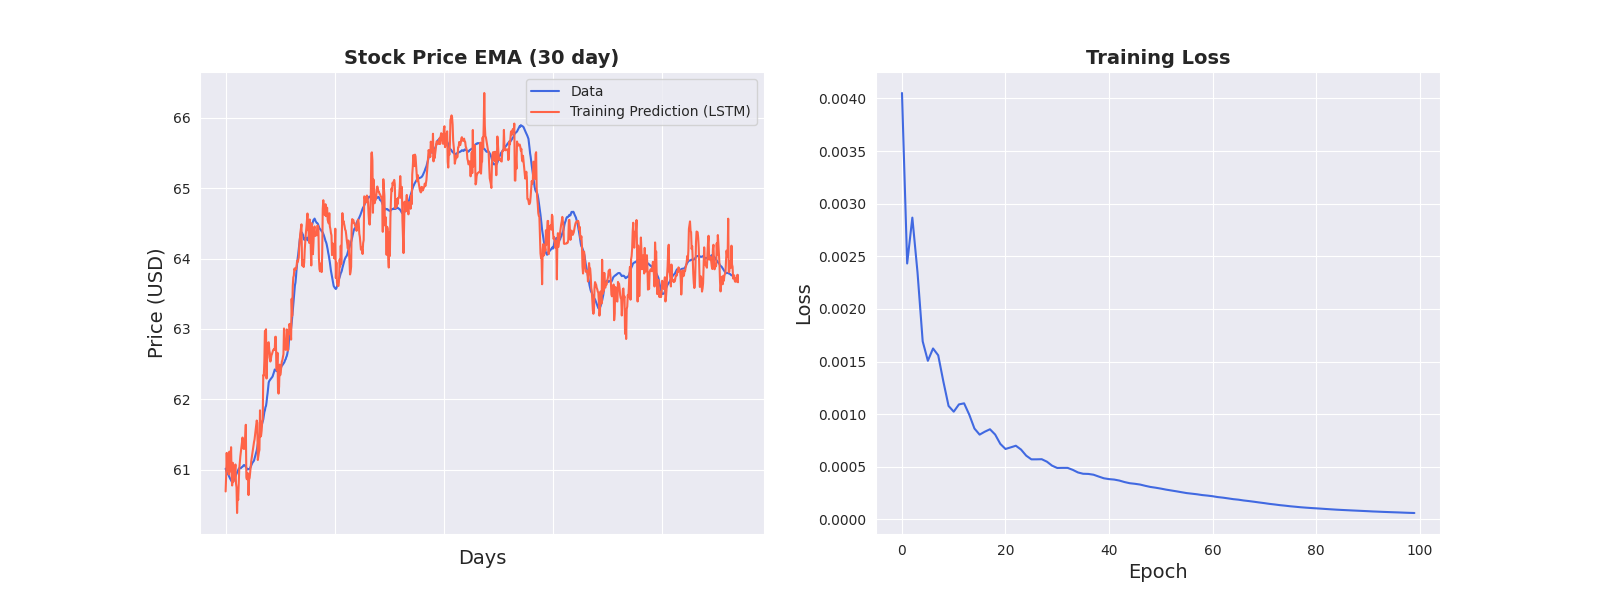 Stock Price EMA (30 day)
Data
Training Prediction (LSTM)
66
65
64
63
62
61
Price (USD)
Days
Training Loss
0.0040
0.0035
0.0030
0.0025
0.0020
0.0015
0.0010
0.0005
0.0000
Loss
0 20 40 60 80 100
Epoch